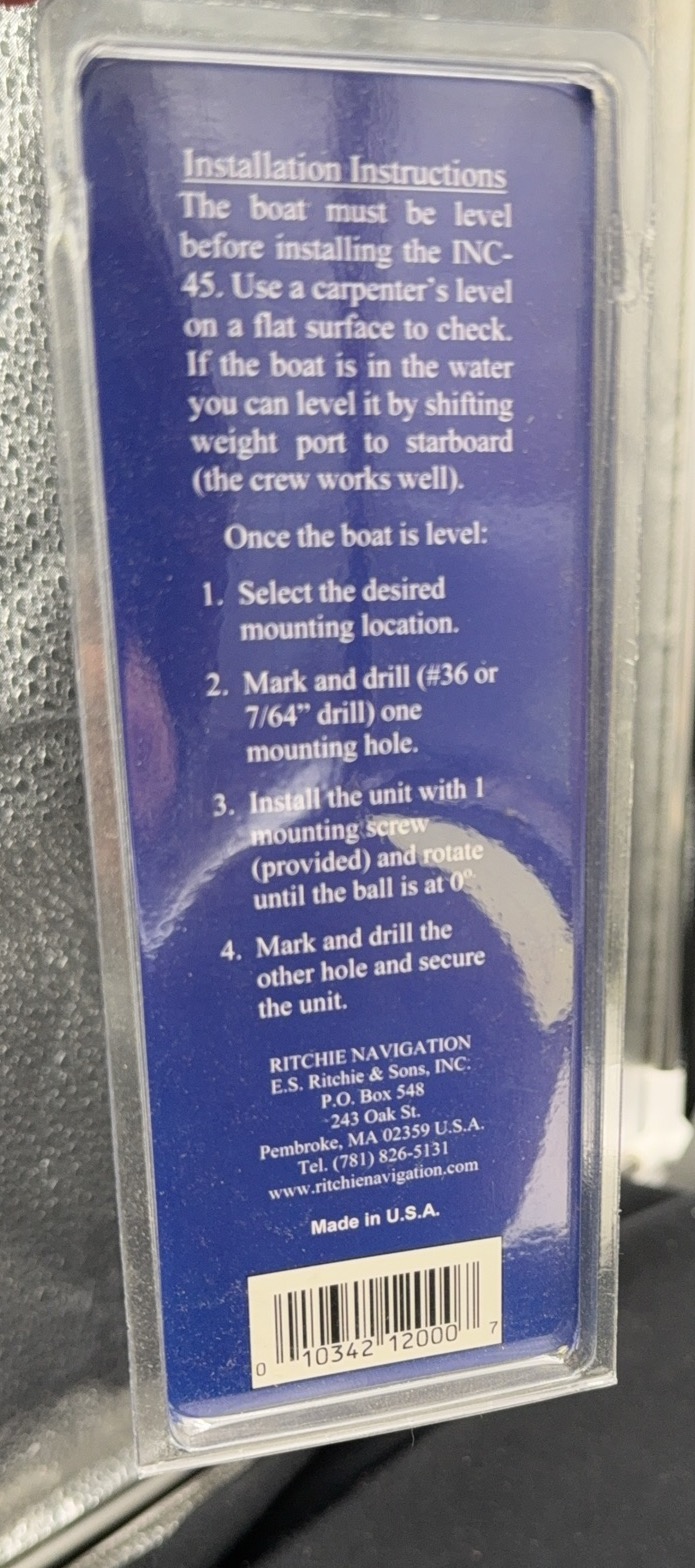 Installation Instructions
The boat must be level
before installing the INC-
45. Use a carpenter's level
on a flat surface to check.
If the boat is in the water
you can level it by shifting
weight port to starboard
(the crew works well).
Once the boat is level:
1. Select the desired
mounting location.
2. Mark and drill (#36 or
7/64” drill) one
mounting hole.
3. Install the unit with 1
mounting screw
(provided) and rotate
until the ball is at 0°.
4. Mark and drill the
other hole and secure
the unit.
RITCHIE NAVIGATION
E.S. Ritchie & Sons, INC.
P.O. Box 548
243 Oak St.
Pembroke, MA 02359 U.S.A.
Tel. (781) 826-5131
www.ritchienavigation.com
Made in U.S.A.
0 10342 12000 7